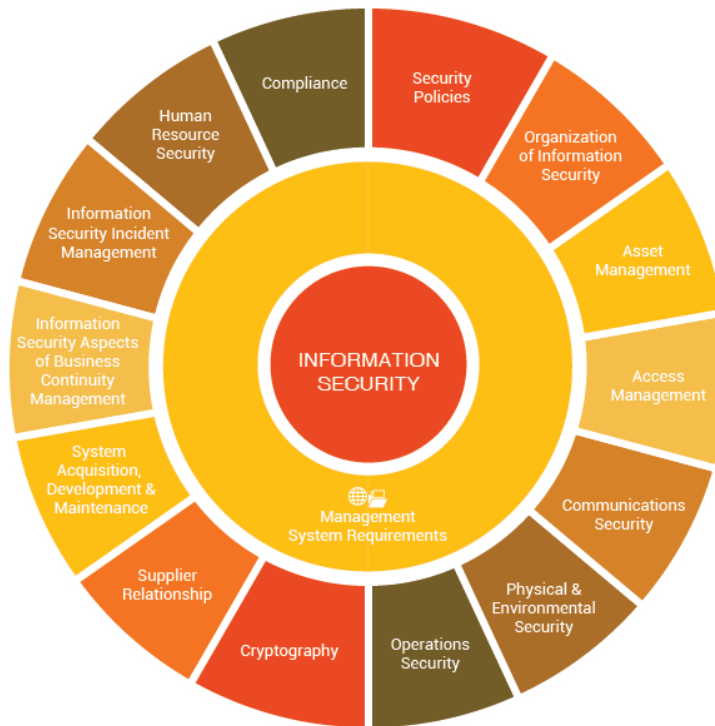 Compliance
Security
Policies
Organization
of Information
Security
Asset
Management
Access
Management
Communications
Security
Physical &
Environmental
Security
Operations
Security
Cryptography
Supplier
Relationship
System
Acquisition,
Development &
Maintenance
Information
Security Aspects
of Business
Continuity
Management
Information
Security Incident
Management
Human
Resource
Security
INFORMATION
SECURITY
Management
System Requirements